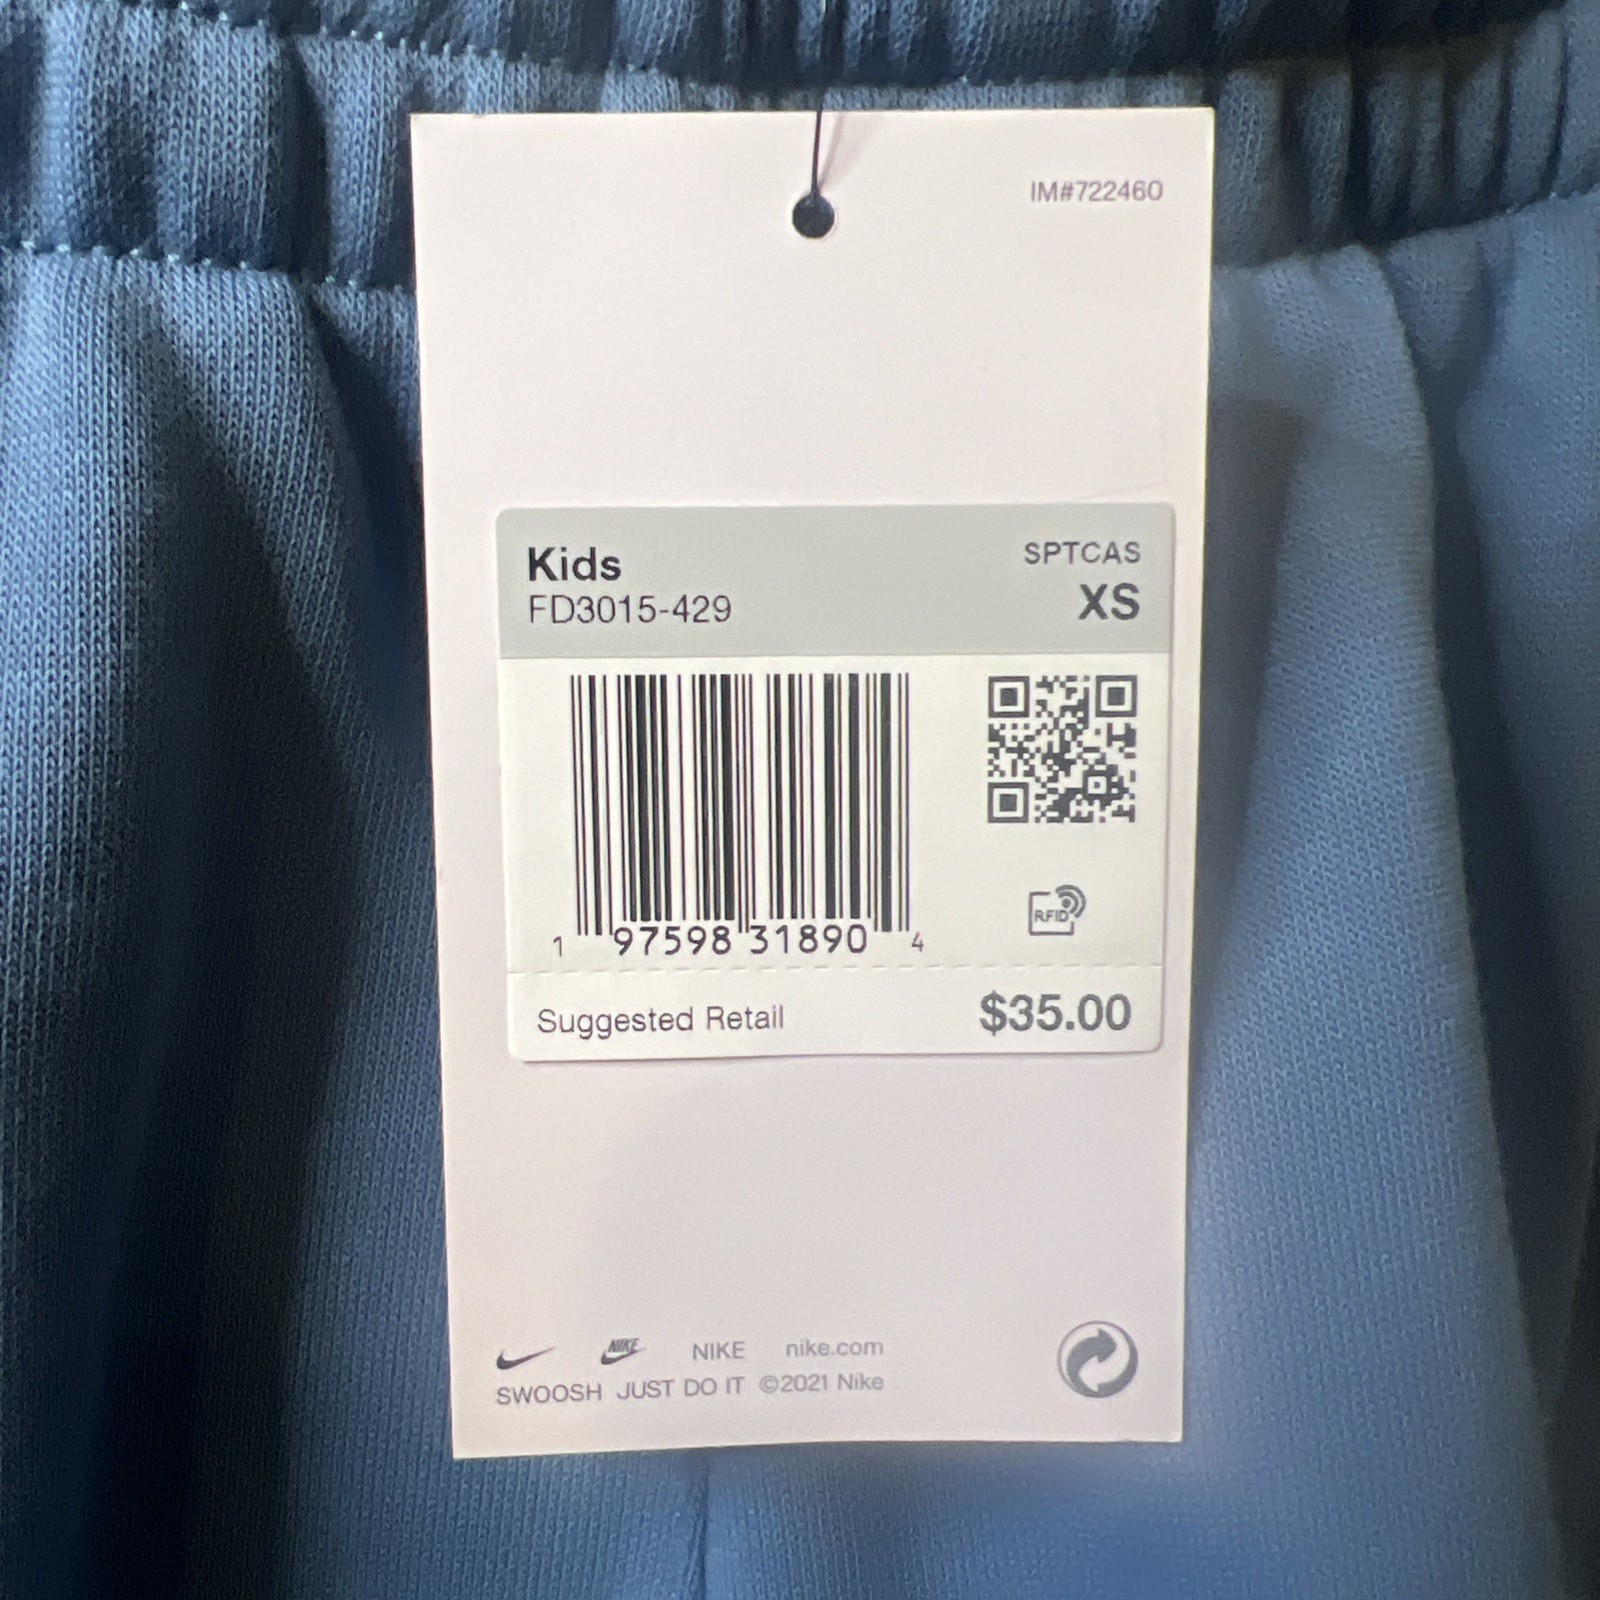 IM#722460
Kids
SPTCAS
FD3015-429
XS
RFID
1 97598 31890 4
Suggested Retail
$35.00
NIKE NIKE nike.com
SWOOSH JUST DO IT ©2021 Nike